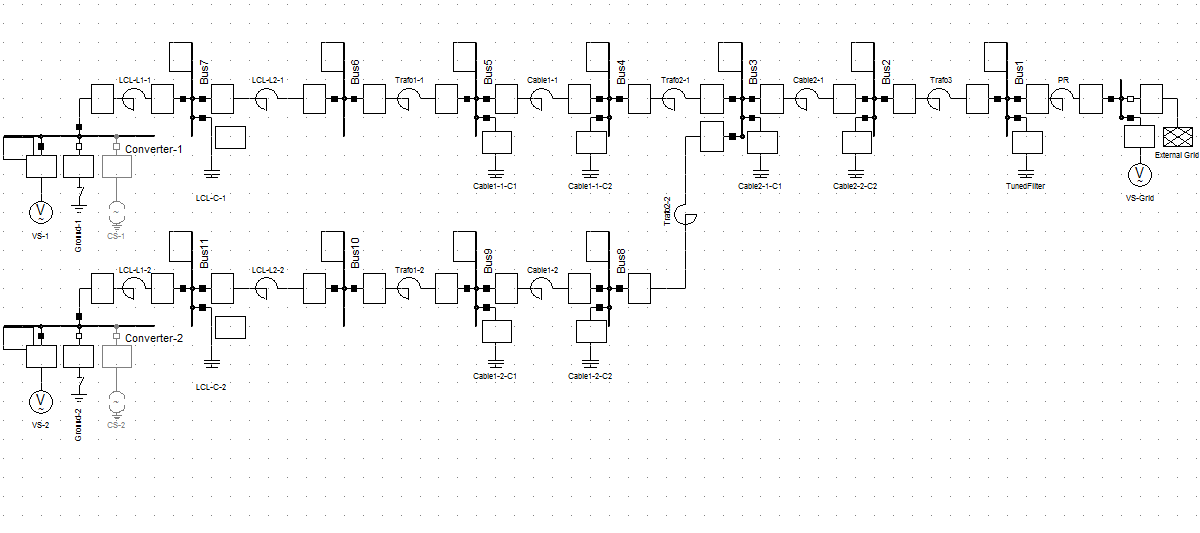 LCL-L1-1
Bus7
LCL-L2-1
Bus6
Trafo1-1
Bus5
Cable1-1
Bus4
Trafo2-1
Bus3
Cable2-1
Bus2
Trafo3
Bus1
PR
Converter-1
External Grid
Cable1-1-C1
Cable1-1-C2
Cable2-1-C1
Cable2-2-C2
TunedFilter
LCL-C-1
VS-Grid
V
V
VS-1
Ground-1
CS-1
Trafo2-2
LCL-L1-2
Bus11
LCL-L2-2
Bus10
Trafo1-2
Bus9
Cable1-2
Bus8
Converter-2
Cable1-2-C1
Cable1-2-C2
LCL-C-2
V
VS-2
Ground-2
CS-2